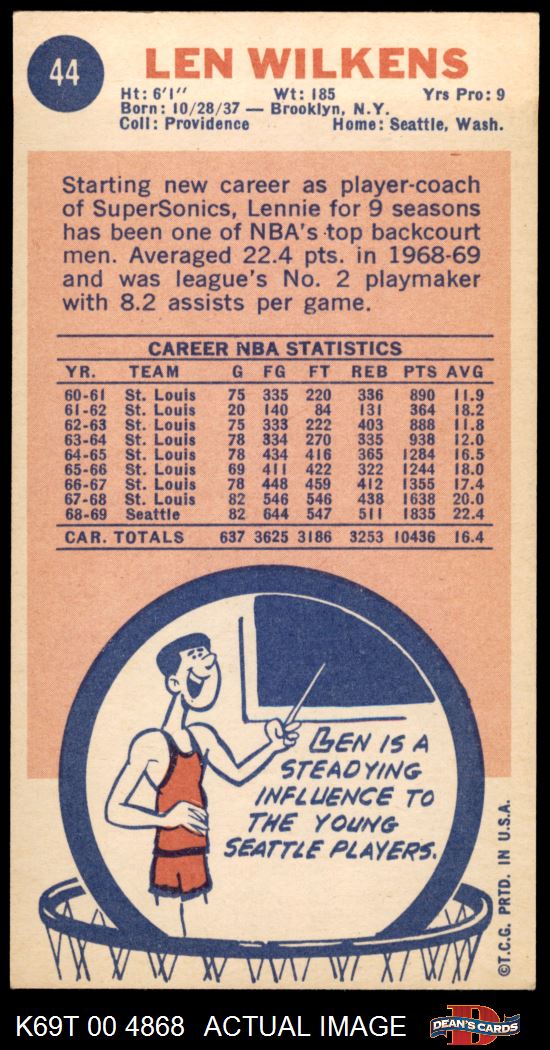 44
LEN WILKENS
Ht: 6'1" Wt: 185 Yrs Pro: 9
Born: 10/28/37 — Brooklyn, N.Y.
Coll: Providence Home: Seattle, Wash.
Starting new career as player-coach
of SuperSonics, Lennie for 9 seasons
has been one of NBA's top backcourt
men. Averaged 22.4 pts. in 1968-69
and was league's No. 2 playmaker
with 8.2 assists per game.
CAREER NBA STATISTICS
YR. TEAM G FG FT REB PTS AVG
60-61 St. Louis 75 335 220 336 890 11.9
61-62 St. Louis 20 140 84 131 364 18.2
62-63 St. Louis 75 333 222 403 888 11.8
63-64 St. Louis 78 334 270 335 938 12.0
64-65 St. Louis 78 434 416 365 1284 16.5
65-66 St. Louis 69 411 422 322 1244 18.0
66-67 St. Louis 78 448 459 412 1355 17.4
67-68 St. Louis 82 546 546 438 1638 20.0
68-69 Seattle 82 644 547 511 1835 22.4
CAR. TOTALS 637 3625 3186 3253 10436 16.4
LEN IS A
STEADYING
INFLUENCE TO
THE YOUNG
SEATTLE PLAYERS.
©T.C.G. PRTD. IN U.S.A.
K69T 00 4868 ACTUAL IMAGE
D
DEAN'S CARDS